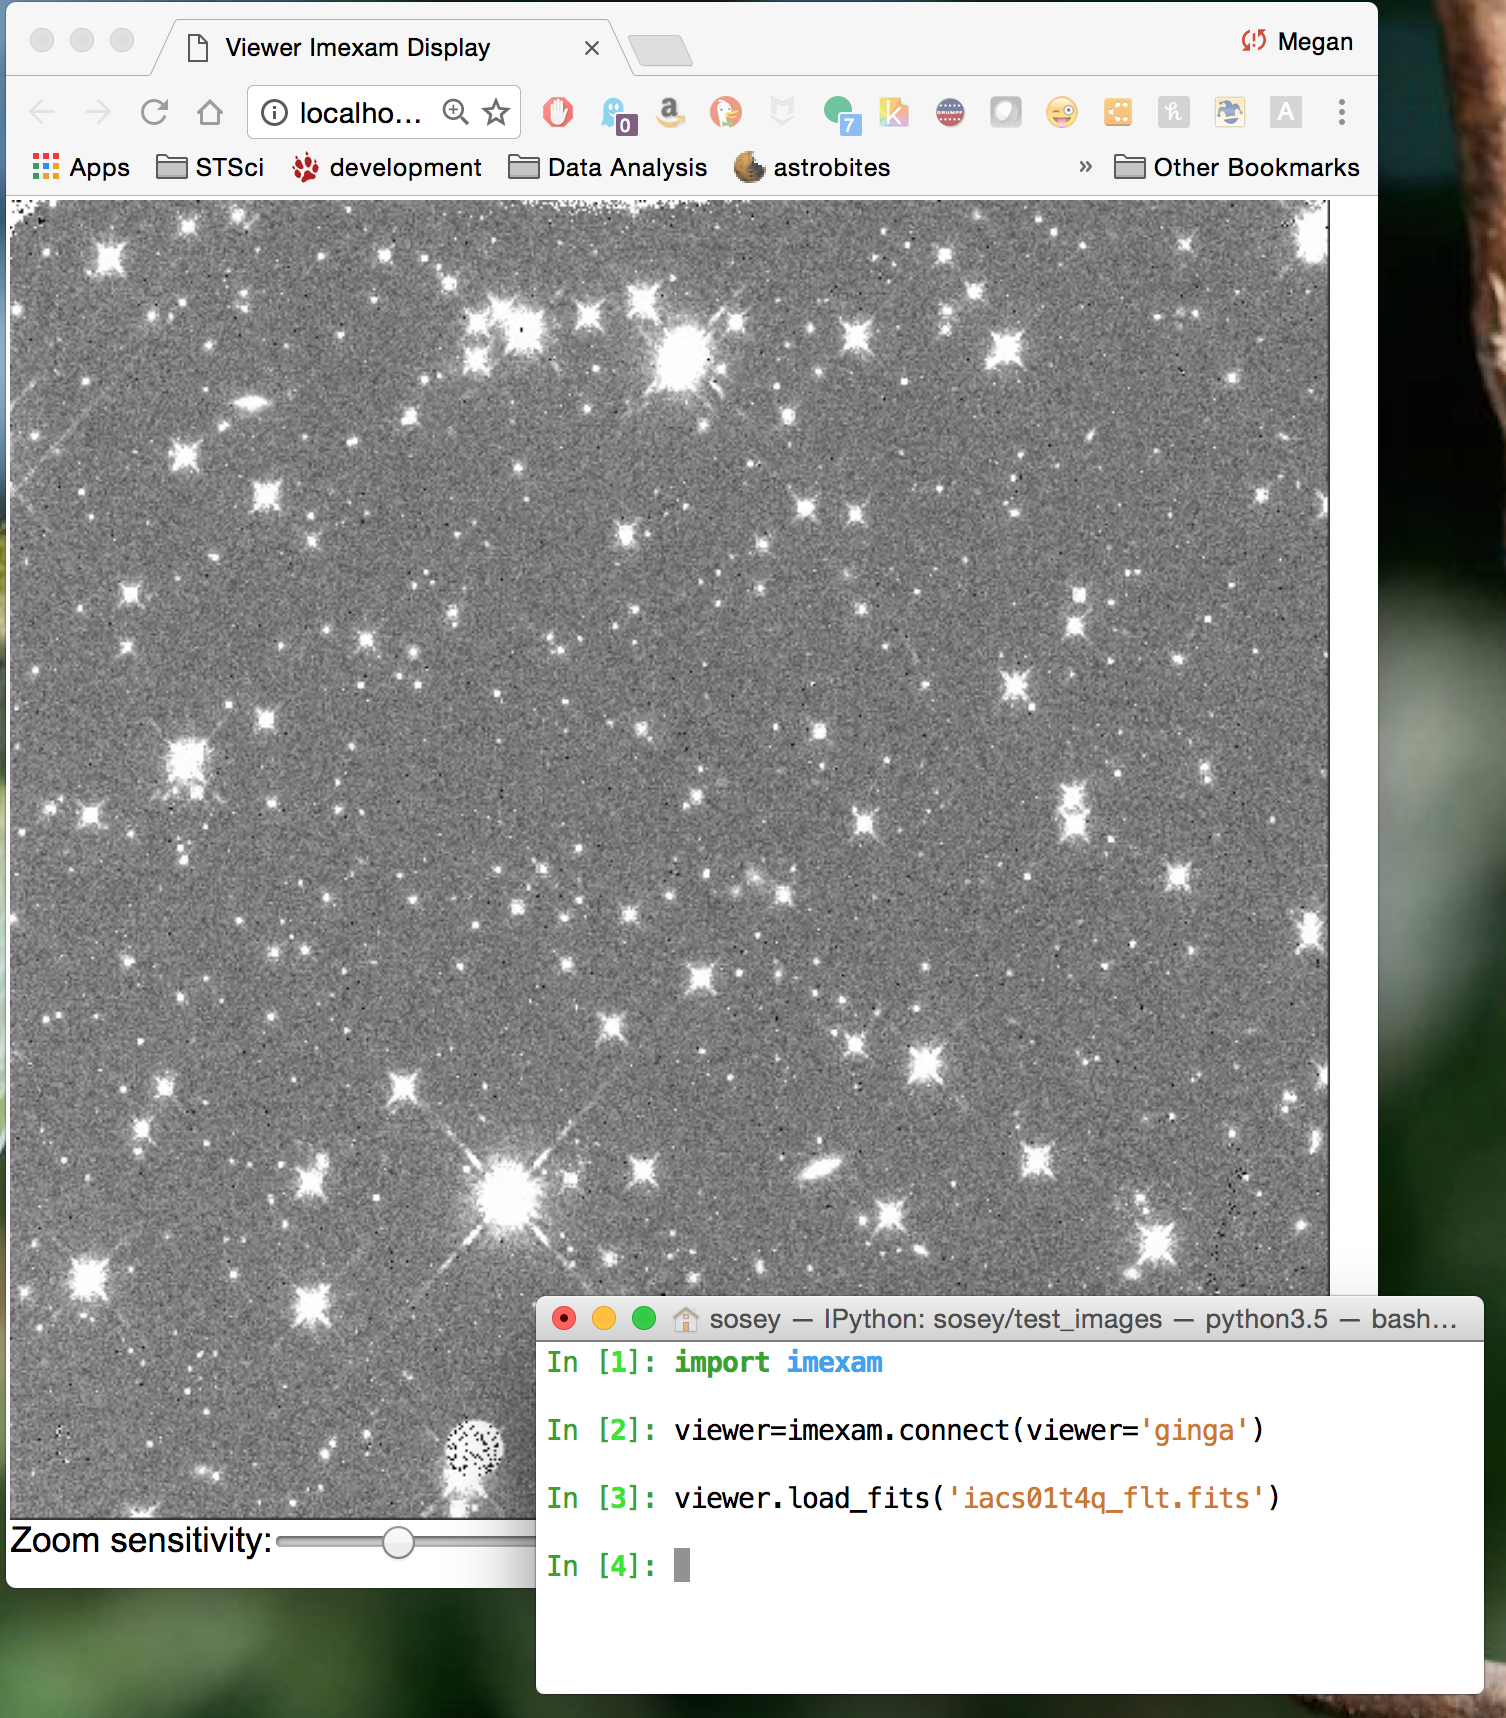 Viewer Imexam Display
Megan
localho...
0
a
7
K
DRUMPF
h
A
Apps
STSci
development
Data Analysis
astrobites
»
Other Bookmarks
Zoom sensitivity:
sosey — IPython: sosey/test_images — python3.5 — bash...
In [1]: import imexam
In [2]: viewer=imexam.connect(viewer='ginga')
In [3]: viewer.load_fits('iacs01t4q_flt.fits')
In [4]: